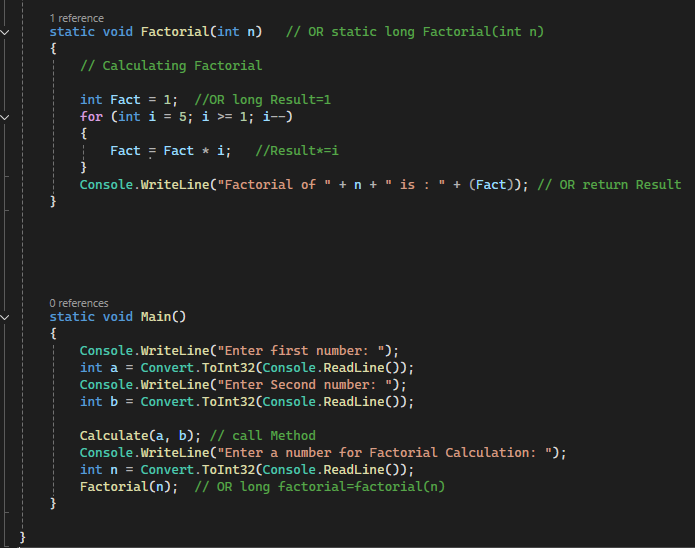 1 reference
static void Factorial(int n)   // OR static long Factorial(int n)
{
// Calculating Factorial
int Fact = 1;  //OR long Result=1
for (int i = 5; i >= 1; i--)
{
Fact = Fact * i;   //Result*=i
}
Console.WriteLine("Factorial of " + n + " is : " + (Fact)); // OR return Result
}
0 references
static void Main()
{
Console.WriteLine("Enter first number: ");
int a = Convert.ToInt32(Console.ReadLine());
Console.WriteLine("Enter Second number: ");
int b = Convert.ToInt32(Console.ReadLine());
Calculate(a, b); // call Method
Console.WriteLine("Enter a number for Factorial Calculation: ");
int n = Convert.ToInt32(Console.ReadLine());
Factorial(n);  // OR long factorial=factorial(n)
}
}